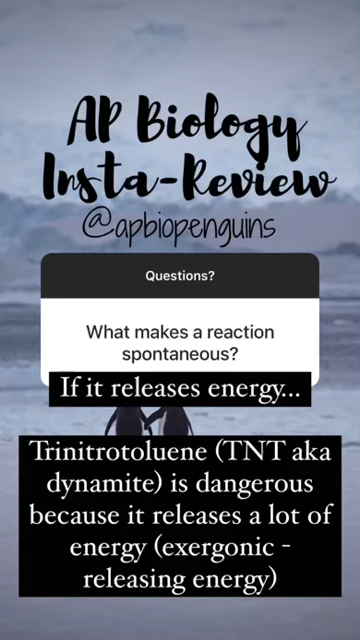 AP Biology
Insta-Review
@apbiopenguins
Questions?
What makes a reaction
spontaneous?
If it releases energy...
Trinitrotoluene (TNT aka
dynamite) is dangerous
because it releases a lot of
energy (exergonic -
releasing energy)